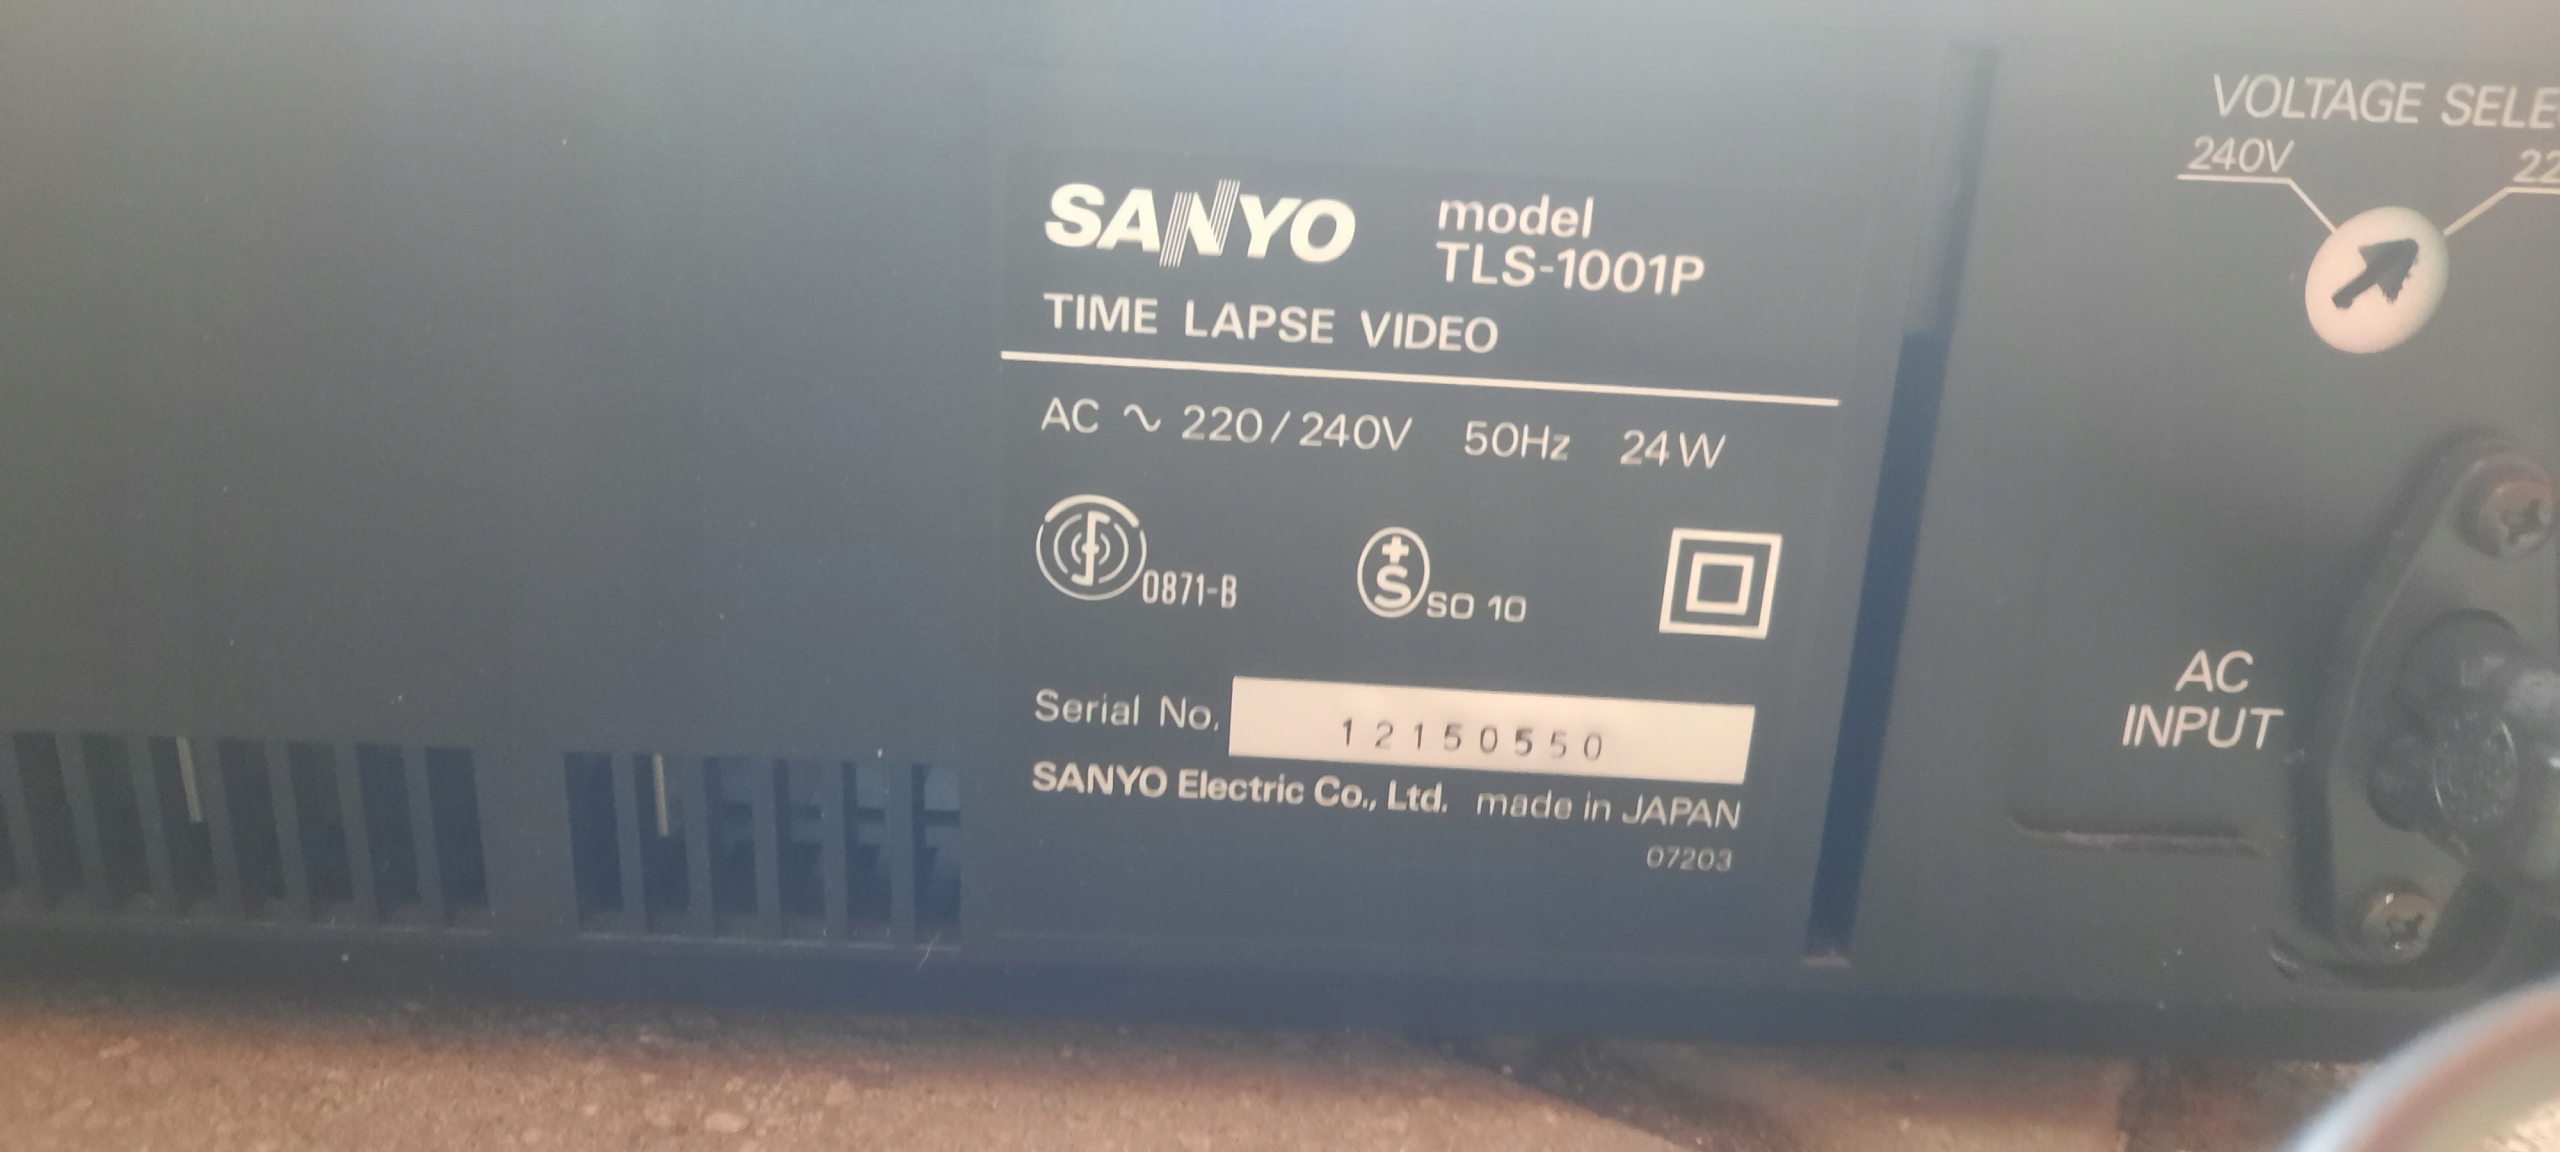 SANYO model
TLS-1001P
TIME LAPSE VIDEO
AC ~ 220/240V 50Hz 24W
0871-B
+S SO 10
Serial No. 12150550
SANYO Electric Co., Ltd. made in JAPAN
07203
VOLTAGE
240V
AC
INPUT